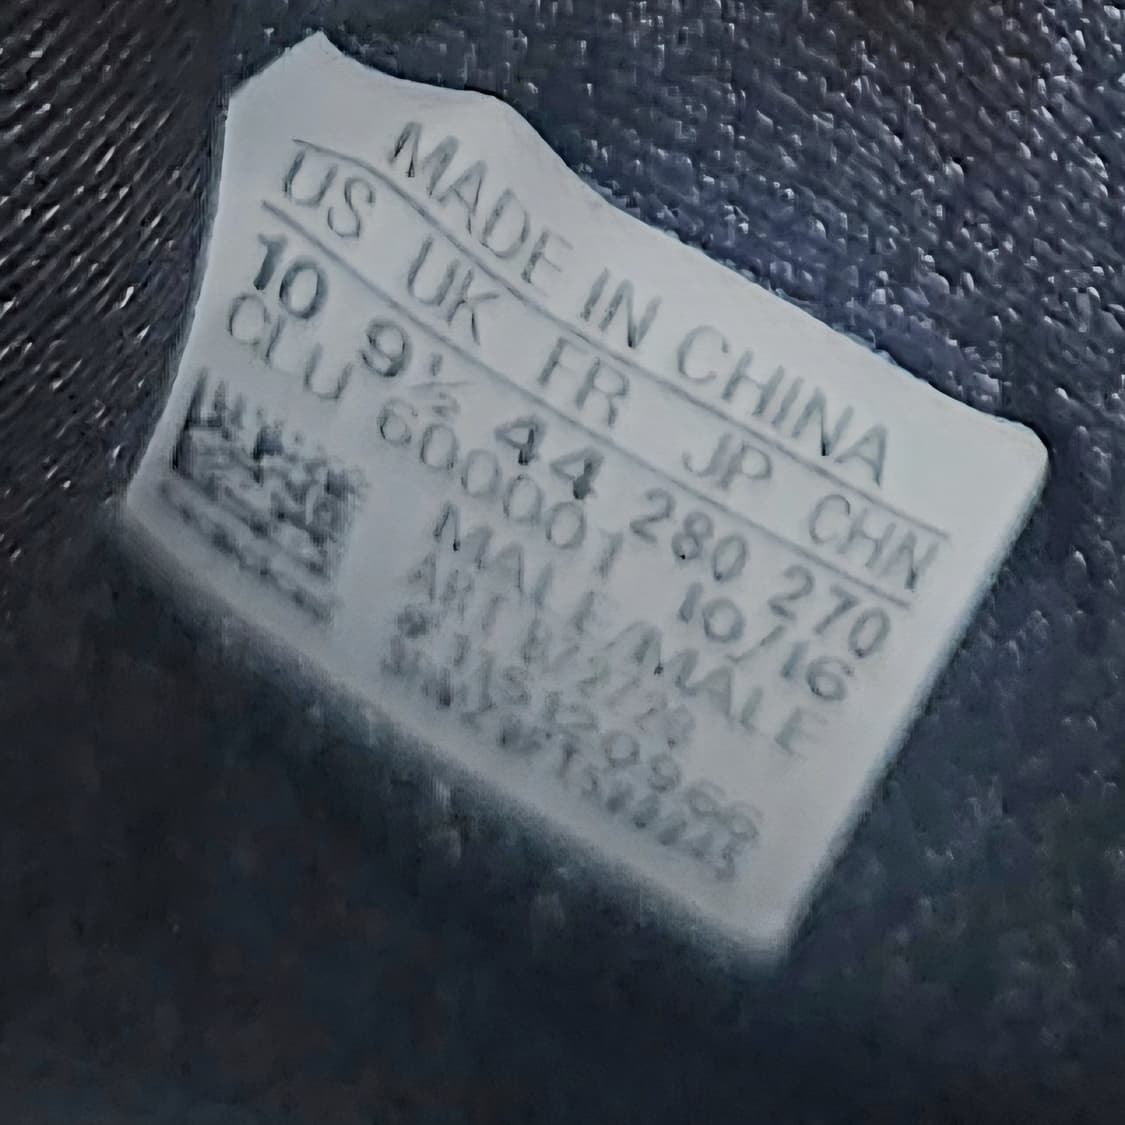 MADE IN CHINA
US UK FR JP CHN
10 9½ 44 280 270
CLU 600001 10/16
MALE/MALE
ART